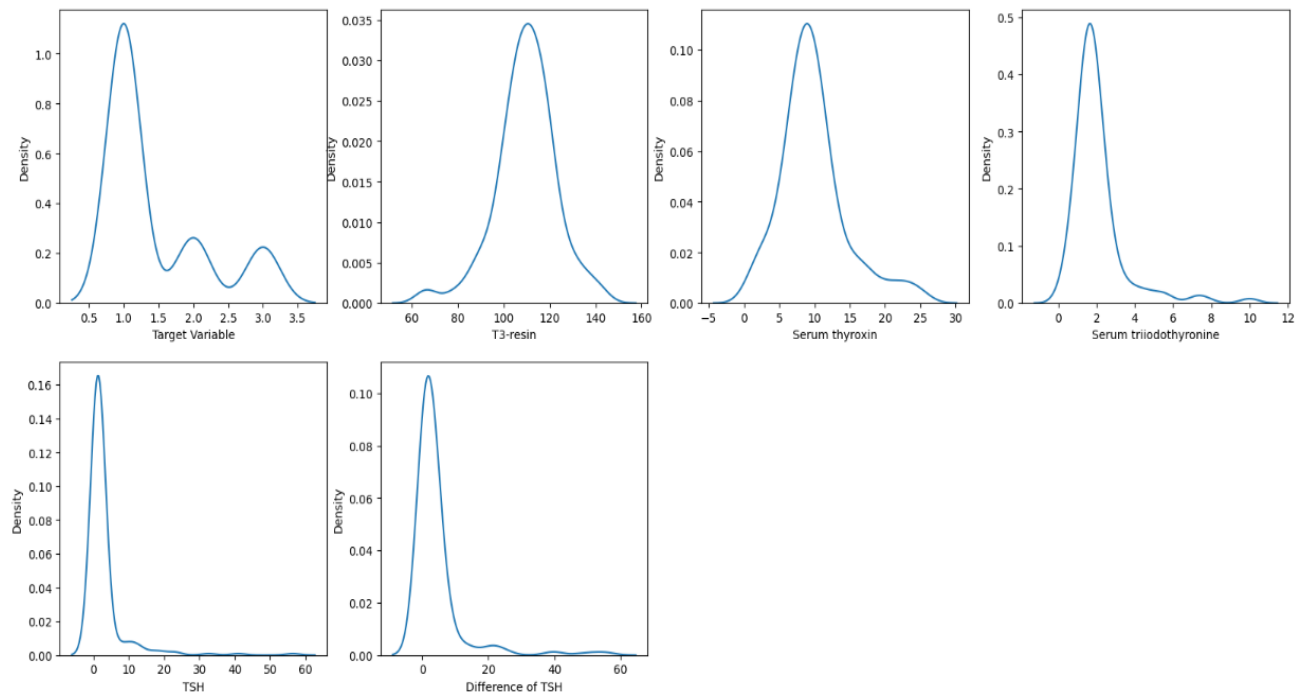 Density
1.0
0.8
0.6
0.4
0.2
0.0
0.5 1.0 1.5 2.0 2.5 3.0 3.5
Target Variable
Density
0.035
0.030
0.025
0.020
0.015
0.010
0.005
0.000
60 80 100 120 140 160
T3-resin
Density
0.10
0.08
0.06
0.04
0.02
0.00
−5 0 5 10 15 20 25 30
Serum thyroxin
Density
0.5
0.4
0.3
0.2
0.1
0.0
0 2 4 6 8 10 12
Serum triiodothyronine
Density
0.16
0.14
0.12
0.10
0.08
0.06
0.04
0.02
0.00
0 10 20 30 40 50 60
TSH
Density
0.10
0.08
0.06
0.04
0.02
0.00
0 20 40 60
Difference of TSH